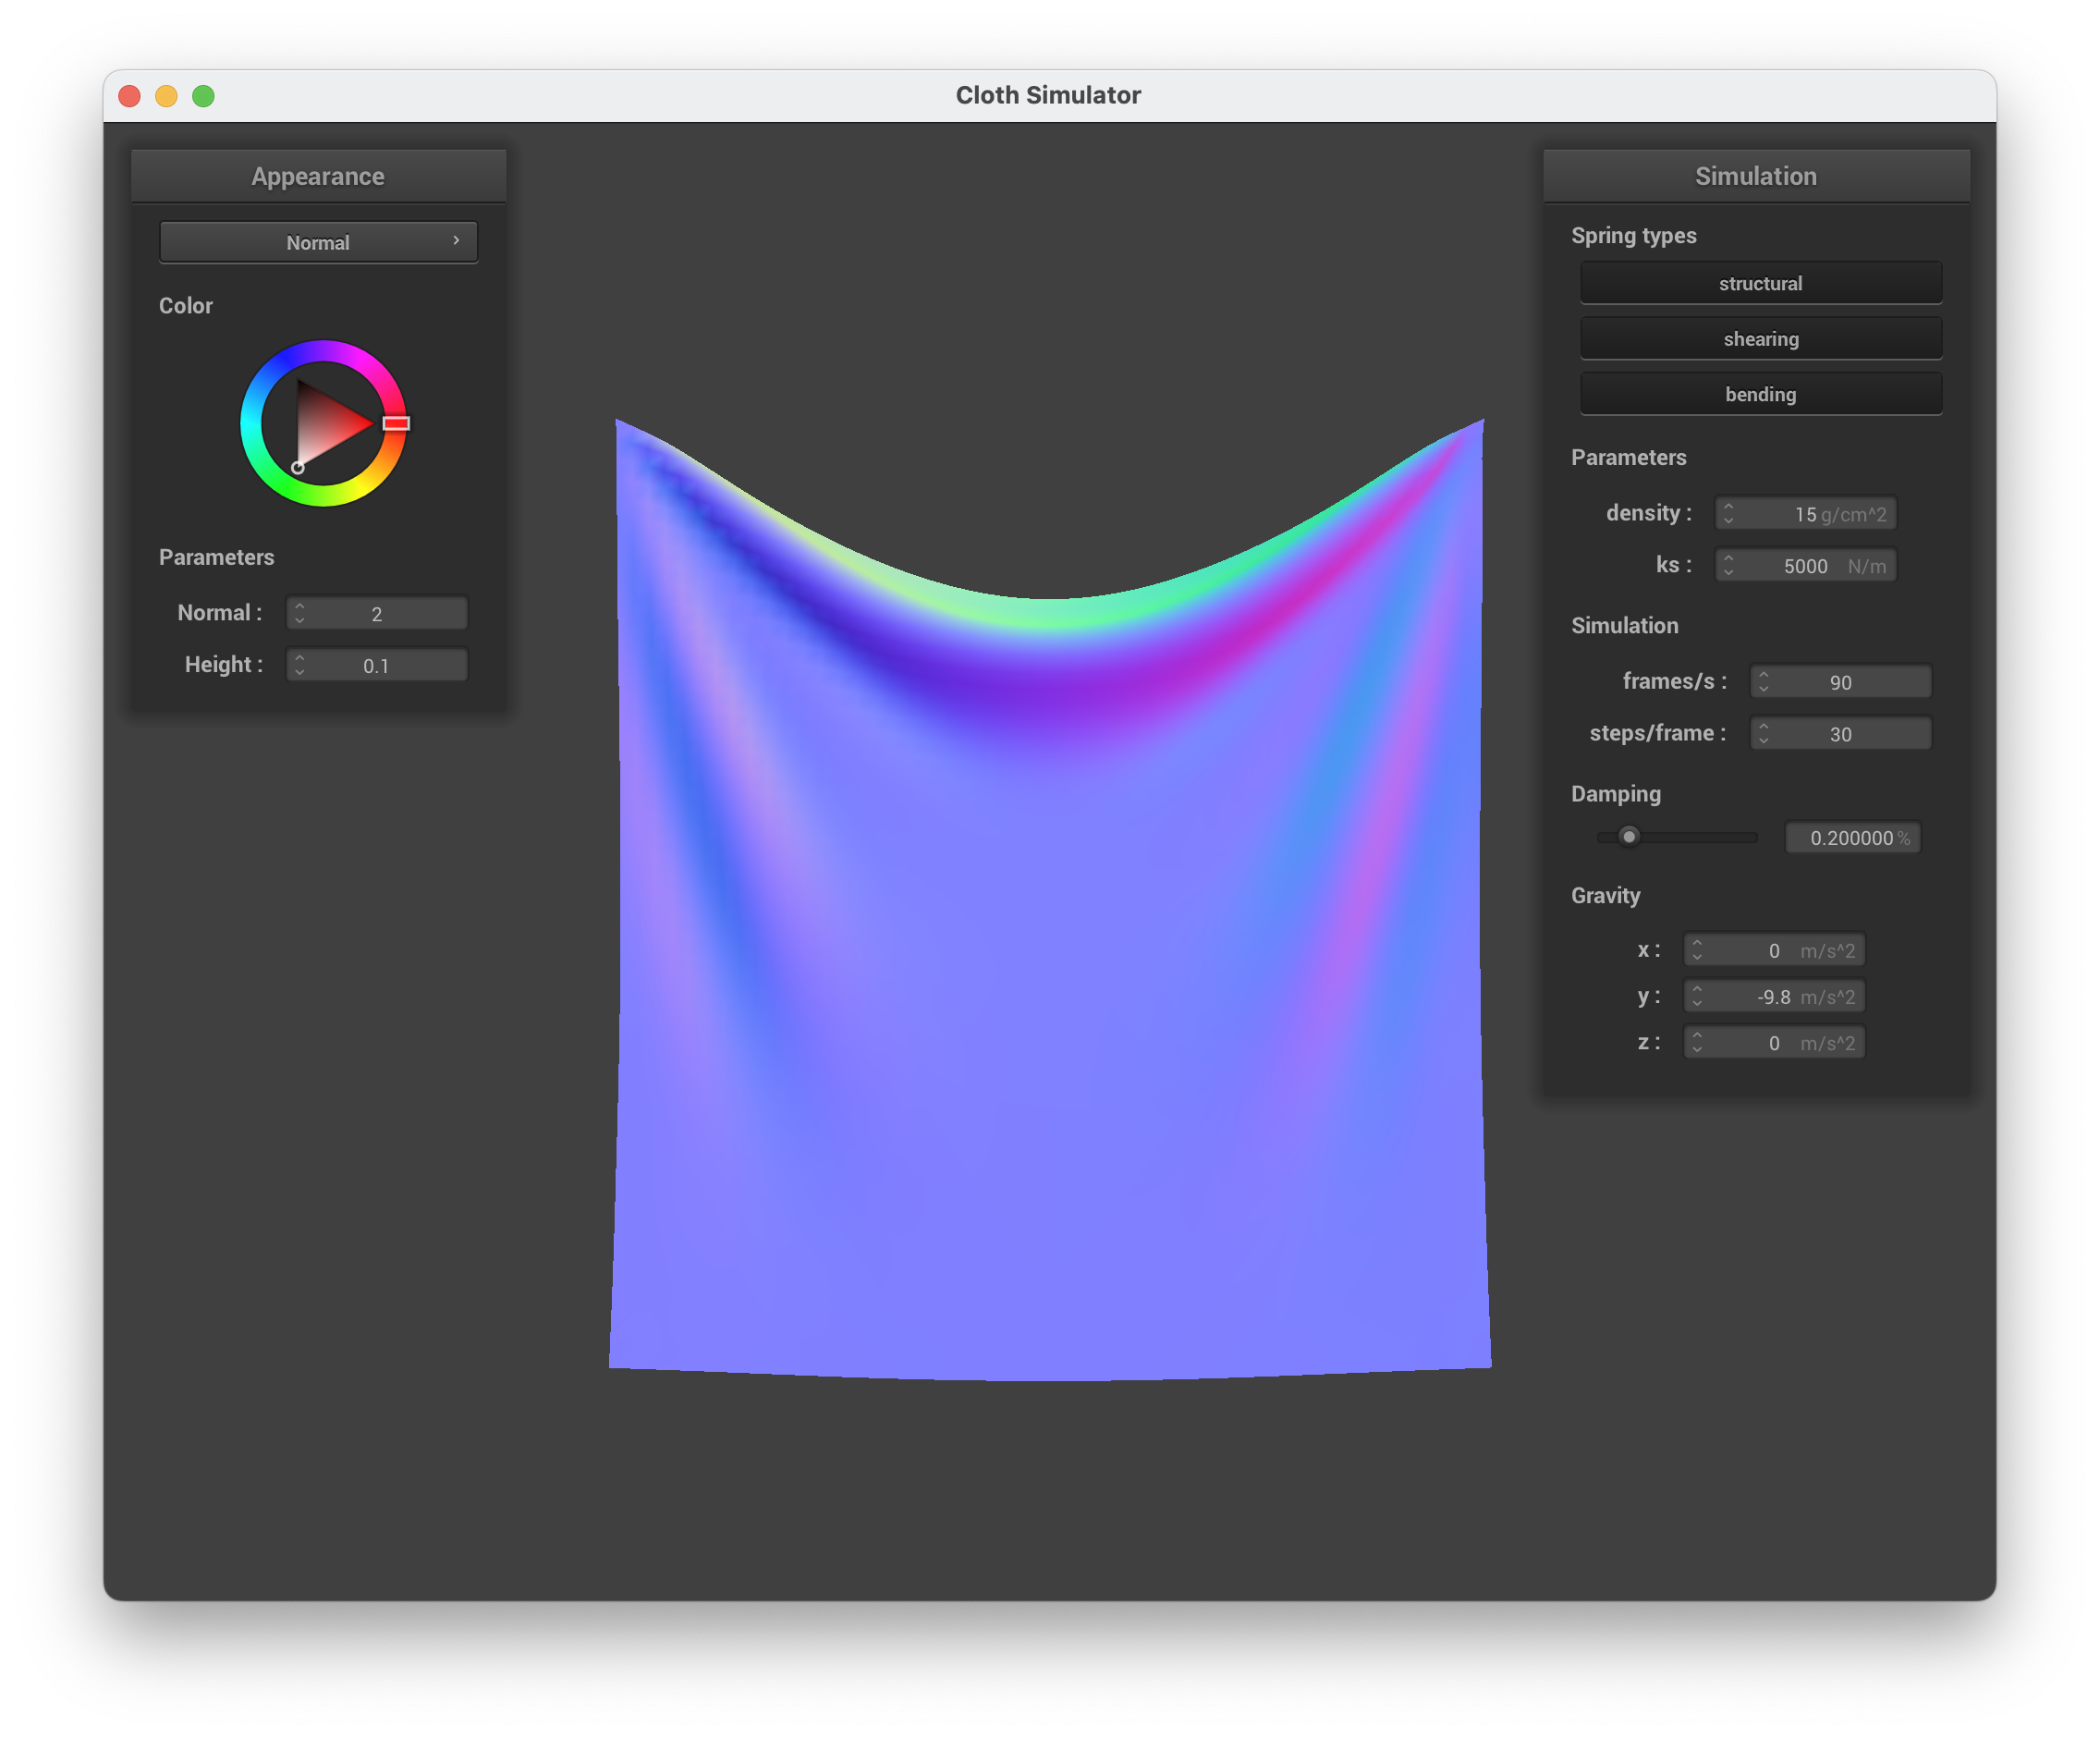 Cloth Simulator
Appearance
Normal
Color
Parameters
Normal : 2
Height : 0.1
Simulation
Spring types
structural
shearing
bending
Parameters
density : 15 g/cm^2
ks : 5000 N/m
Simulation
frames/s : 90
steps/frame : 30
Damping
0.200000 %
Gravity
x : 0 m/s^2
y : -9.8 m/s^2
z : 0 m/s^2